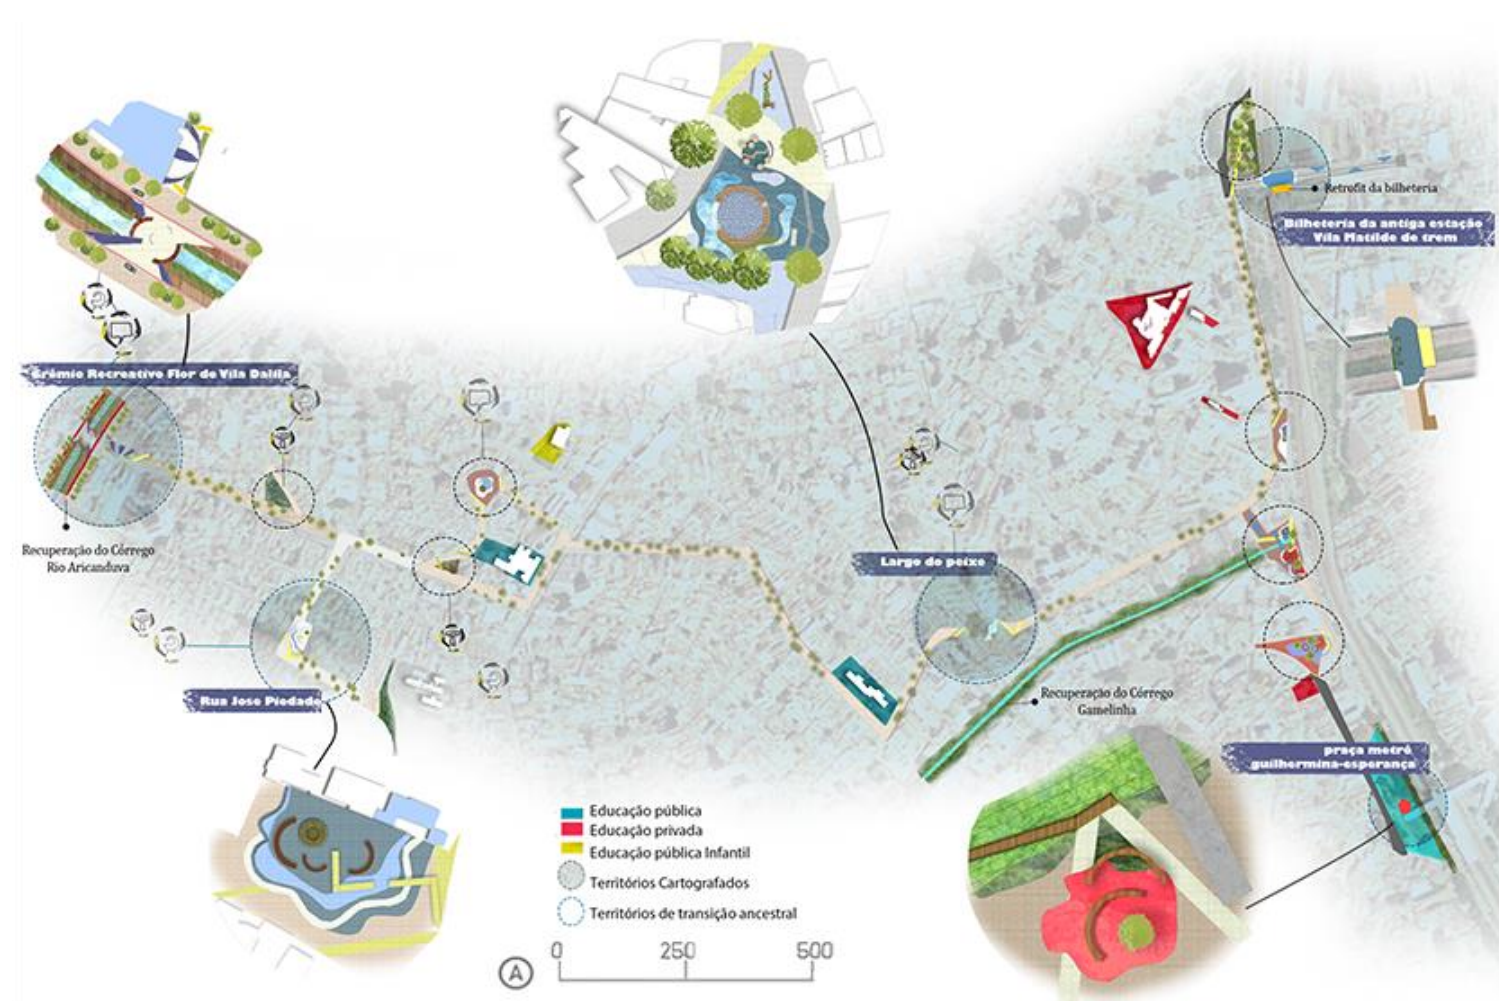 Retrofit da bilheteria
Bilheteria da antiga estação
Vila Matilde de trem
Grêmio Recreativo Flor de Vila Dalila
Recuperação do Córrego
Rio Aricanduva
Largo do peixe
Rua Jose Piedade
Recuperação do Córrego
Gamelinha
praça metrô
guilhermina-esperança
Educação pública
Educação privada
Educação pública Infantil
Territórios Cartografados
Territórios de transição ancestral
A
0 250 500